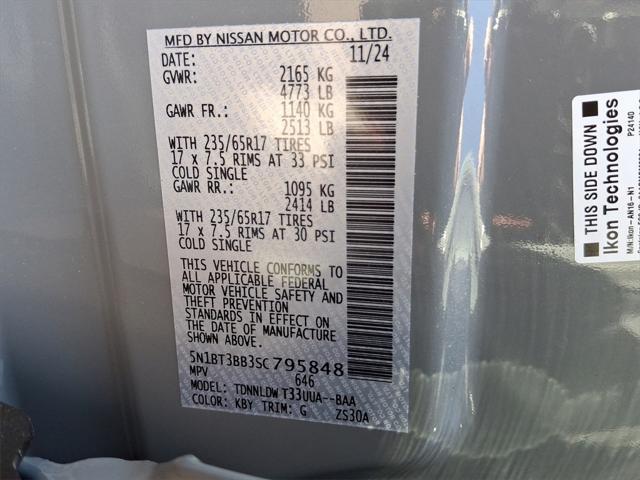 MFD BY NISSAN MOTOR CO., LTD.
DATE: 11/24
GVWR: 2165 KG
4773 LB
GAWR FR.: 1140 KG
2513 LB
WITH 235/65R17 TIRES
17 x 7.5 RIMS AT 33 PSI
COLD SINGLE
GAWR RR.: 1095 KG
2414 LB
WITH 235/65R17 TIRES
17 x 7.5 RIMS AT 30 PSI
COLD SINGLE
THIS VEHICLE CONFORMS TO
ALL APPLICABLE FEDERAL
MOTOR VEHICLE SAFETY AND
THEFT PREVENTION
STANDARDS IN EFFECT ON
THE DATE OF MANUFACTURE
SHOWN ABOVE.
5N1BT3BB3SC795848
MPV 646
MODEL: TDNNLDW T33UUA--BAA
COLOR: KBY TRIM: G ZS30A
THIS SIDE DOWN
Ikon Technologies
M/N:Ikon-AN16-N1 P24140